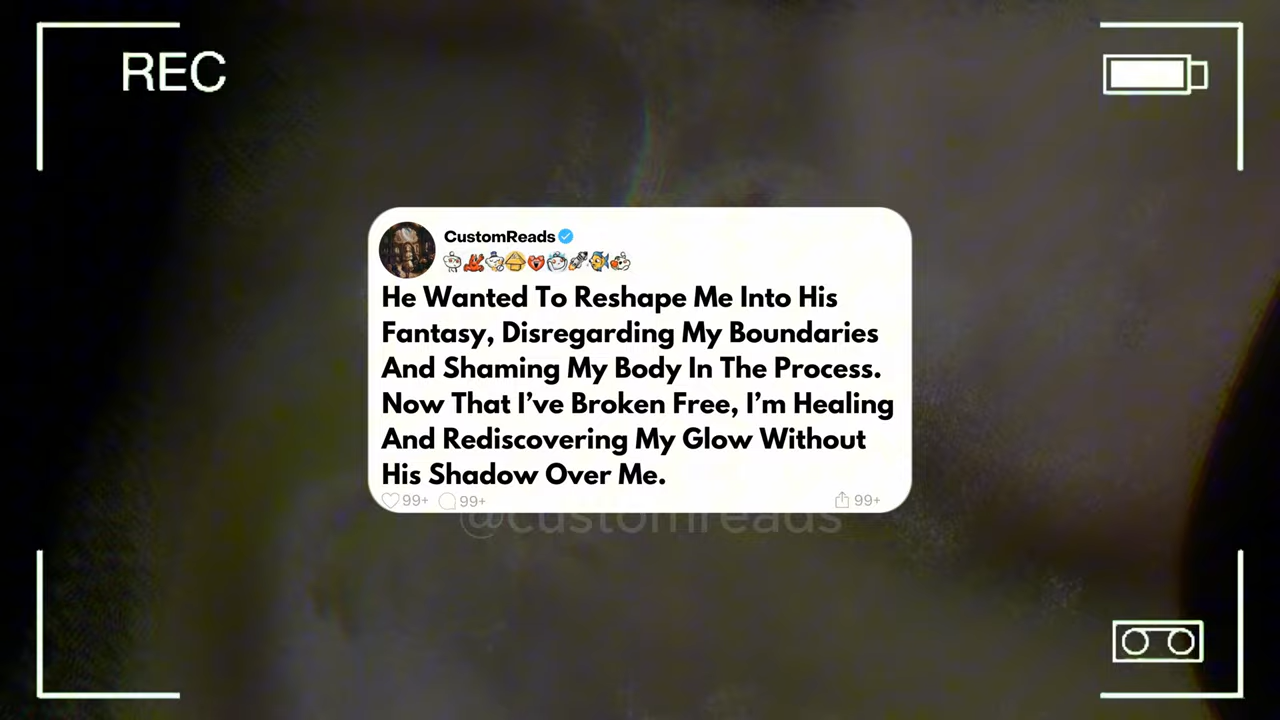 REC
CustomReads
He Wanted To Reshape Me Into His
Fantasy, Disregarding My Boundaries
And Shaming My Body In The Process.
Now That I’ve Broken Free, I’m Healing
And Rediscovering My Glow Without
His Shadow Over Me.
99+ 99+ 99+
@customreads